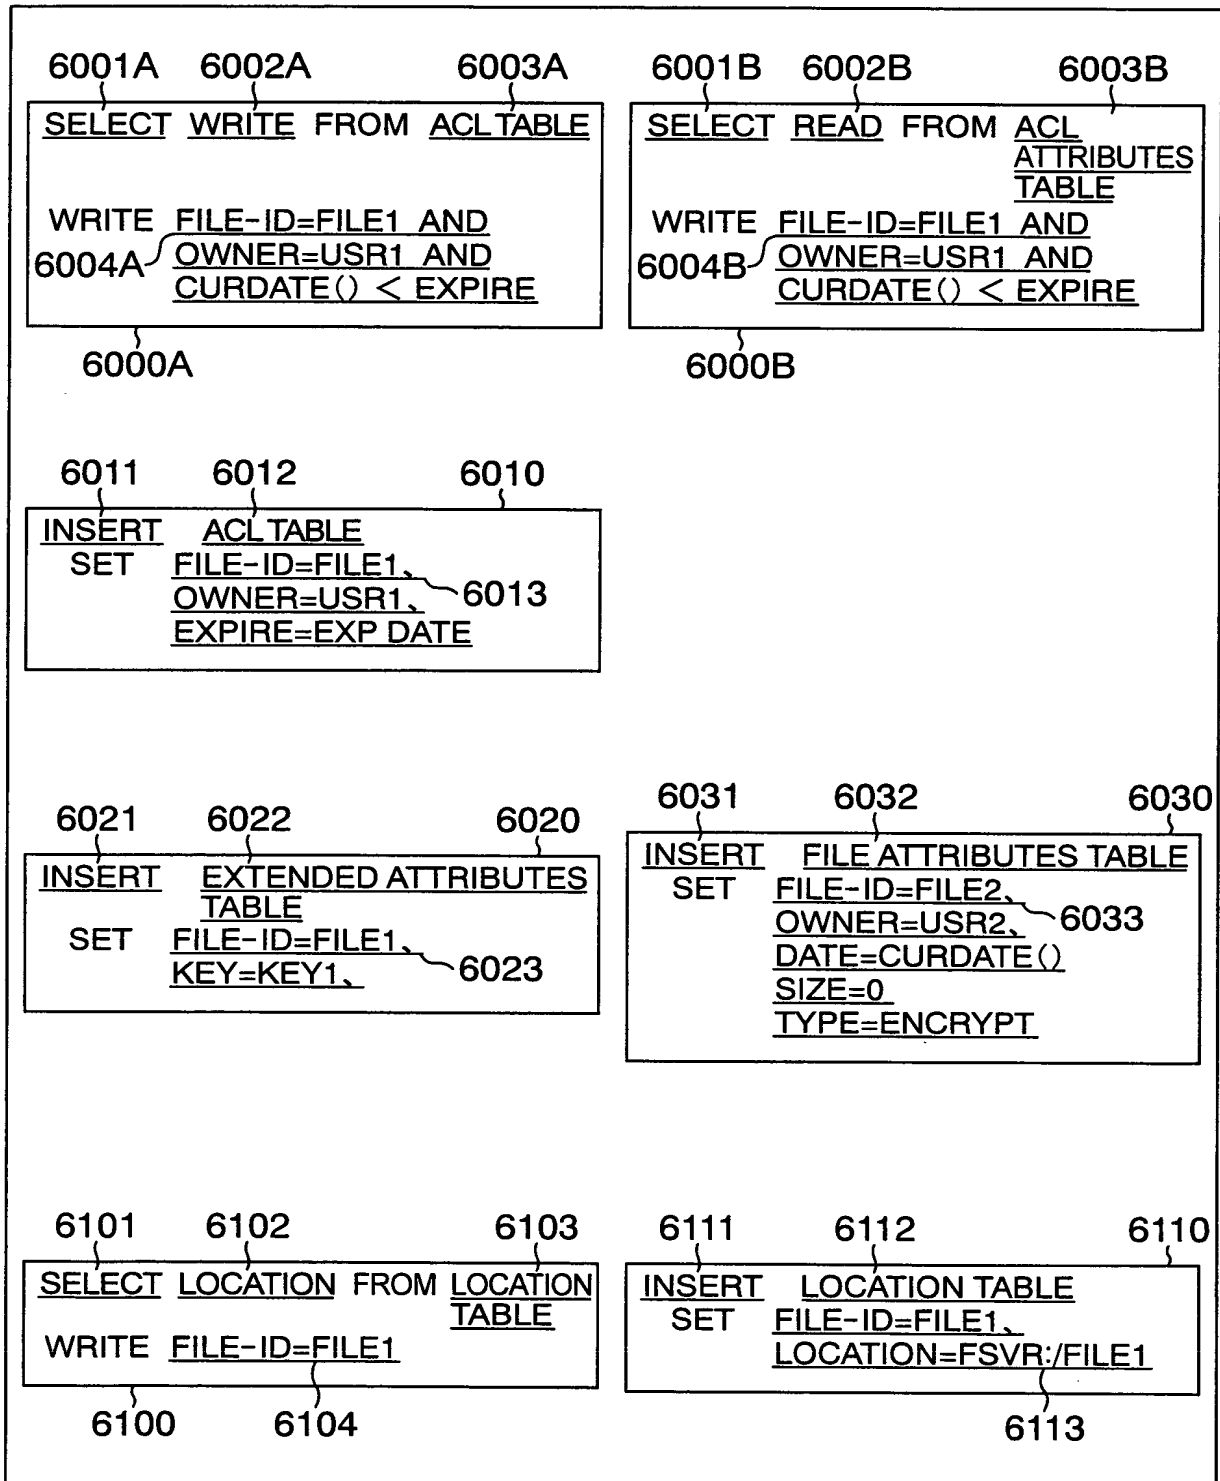 6001A 6002A 6003A
SELECT WRITE FROM ACL TABLE
WRITE FILE-ID=FILE1 AND
6004A OWNER=USR1 AND
CURDATE() < EXPIRE
6000A
6001B 6002B 6003B
SELECT READ FROM ACL
ATTRIBUTES
TABLE
WRITE FILE-ID=FILE1 AND
6004B OWNER=USR1 AND
CURDATE() < EXPIRE
6000B
6011 6012 6010
INSERT ACL TABLE
SET FILE-ID=FILE1、
OWNER=USR1、 6013
EXPIRE=EXP DATE
6021 6022 6020
INSERT EXTENDED ATTRIBUTES
TABLE
SET FILE-ID=FILE1、
KEY=KEY1、 6023
6031 6032 6030
INSERT FILE ATTRIBUTES TABLE
SET FILE-ID=FILE2、
OWNER=USR2、 6033
DATE=CURDATE()
SIZE=0
TYPE=ENCRYPT
6101 6102 6103
SELECT LOCATION FROM LOCATION
TABLE
WRITE FILE-ID=FILE1
6100 6104
6111 6112 6110
INSERT LOCATION TABLE
SET FILE-ID=FILE1、
LOCATION=FSVR:/FILE1
6113